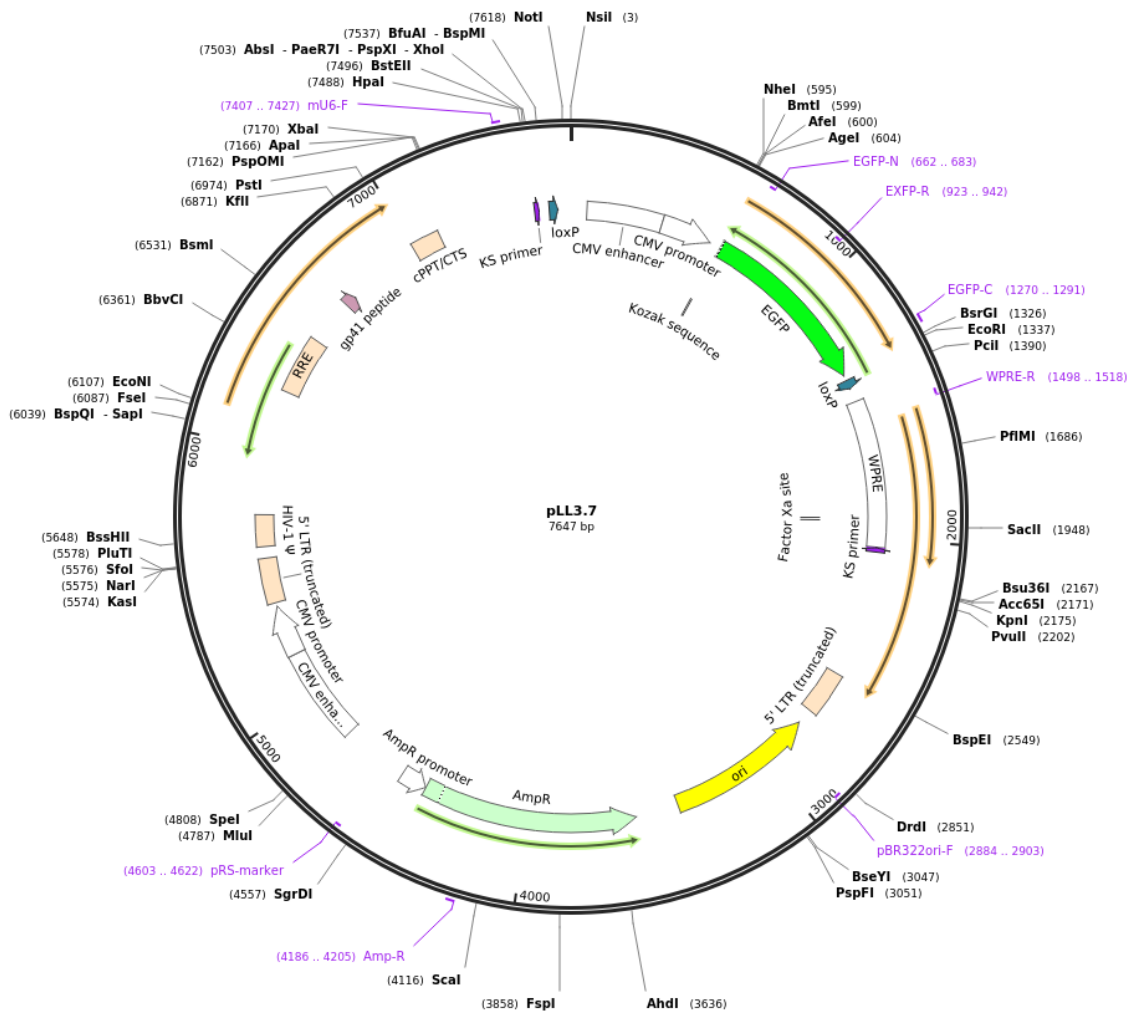 (7618) NotI
NsiI (3)
(7537) BfuAI - BspMI
(7503) AbsI - PaeR7I - PspXI - XhoI
(7496) BstEII
(7488) HpaI
(7407 .. 7427) mU6-F
(7170) XbaI
(7166) ApaI
(7162) PspOMI
(6974) PstI
(6871) KflI
(6531) BsmI
(6361) BbvCI
(6107) EcoNI
(6087) FseI
(6039) BspQI - SapI
(5648) BssHII
(5578) PluTI
(5576) SfoI
(5575) NarI
(5574) KasI
(4808) SpeI
(4787) MluI
(4603 .. 4622) pRS-marker
(4557) SgrDI
(4186 .. 4205) Amp-R
(4116) ScaI
(3858) FspI
AhdI (3636)
NheI (595)
BmtI (599)
AfeI (600)
AgeI (604)
EGFP-N (662 .. 683)
EXFP-R (923 .. 942)
EGFP-C (1270 .. 1291)
BsrGI (1326)
EcoRI (1337)
PciI (1390)
WPRE-R (1498 .. 1518)
PflMI (1686)
SacII (1948)
Bsu36I (2167)
Acc65I (2171)
KpnI (2175)
PvuII (2202)
BspEI (2549)
DrdI (2851)
pBR322ori-F (2884 .. 2903)
BseYI (3047)
PspFI (3051)
1000
2000
3000
4000
5000
6000
7000
KS primer
loxP
CMV enhancer
CMV promoter
Kozak sequence
EGFP
loxP
WPRE
Factor Xa site
KS primer
5' LTR (truncated)
ori
AmpR
AmpR promoter
CMV enha...
CMV promoter
5' LTR (truncated)
HIV-1 Ψ
RRE
gp41 peptide
cPPT/CTS
pLL3.7
7647 bp